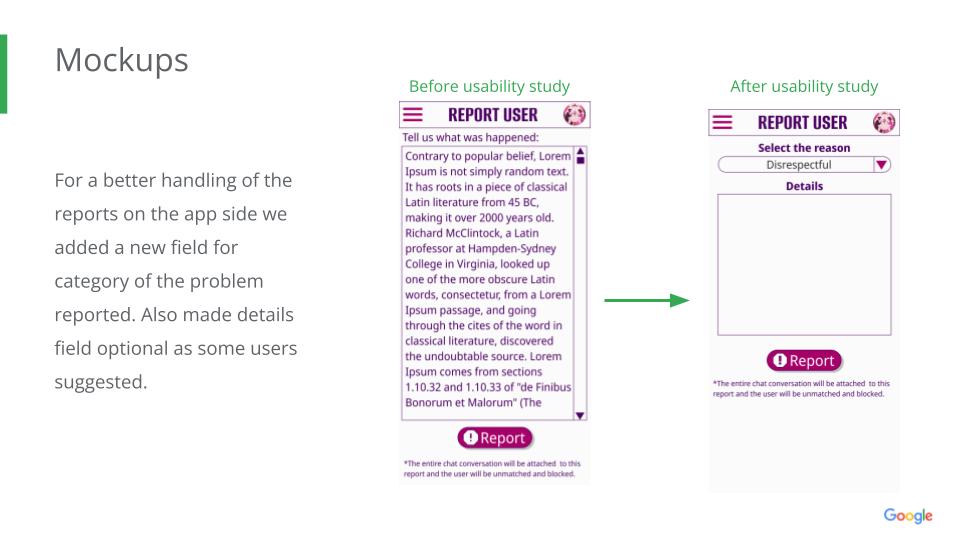 Mockups
For a better handling of the
reports on the app side we
added a new field for
category of the problem
reported. Also made details
field optional as some users
suggested.
Before usability study
REPORT USER
Tell us what was happened:
Contrary to popular belief, Lorem
Ipsum is not simply random text.
It has roots in a piece of classical
Latin literature from 45 BC,
making it over 2000 years old.
Richard McClintock, a Latin
professor at Hampden-Sydney
College in Virginia, looked up
one of the more obscure Latin
words, consectetur, from a Lorem
Ipsum passage, and going
through the cites of the word in
classical literature, discovered
the undoubtable source. Lorem
Ipsum comes from sections
1.10.32 and 1.10.33 of "de Finibus
Bonorum et Malorum" (The
Report
*The entire chat conversation will be attached to this
report and the user will be unmatched and blocked.
After usability study
REPORT USER
Select the reason
Disrespectful
Details
Report
*The entire chat conversation will be attached to this
report and the user will be unmatched and blocked.
Google